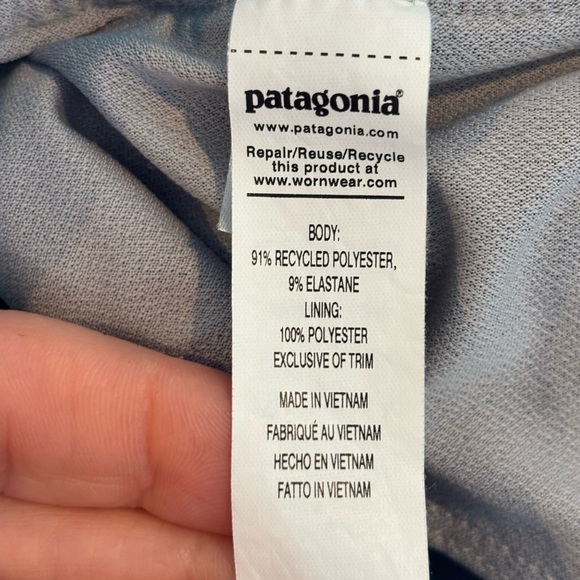 patagonia®
www.patagonia.com
Repair/Reuse/Recycle
this product at
www.wornwear.com
BODY:
91% RECYCLED POLYESTER,
9% ELASTANE
LINING:
100% POLYESTER
EXCLUSIVE OF TRIM
MADE IN VIETNAM
FABRIQUÉ AU VIETNAM
HECHO EN VIETNAM
FATTO IN VIETNAM